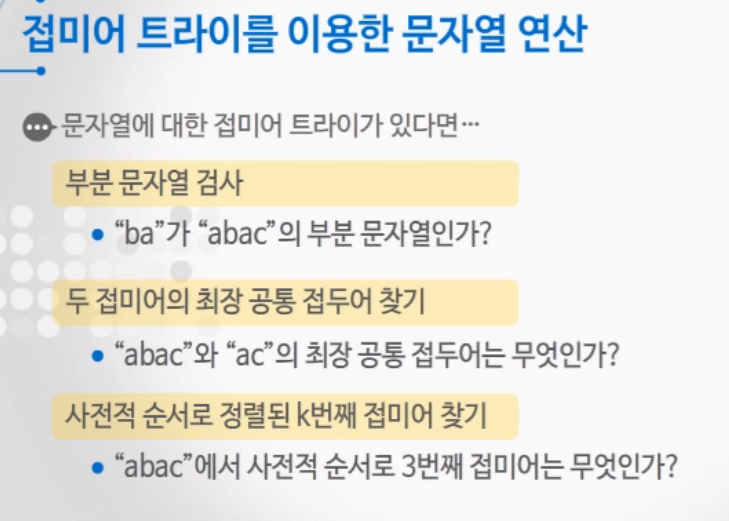 접미어 트라이를 이용한 문자열 연산
문자열에 대한 접미어 트라이가 있다면…
부분 문자열 검사
• “ba”가 “abac”의 부분 문자열인가?
두 접미어의 최장 공통 접두어 찾기
• “abac”와 “ac”의 최장 공통 접두어는 무엇인가?
사전적 순서로 정렬된 k번째 접미어 찾기
• “abac”에서 사전적 순서로 3번째 접미어는 무엇인가?